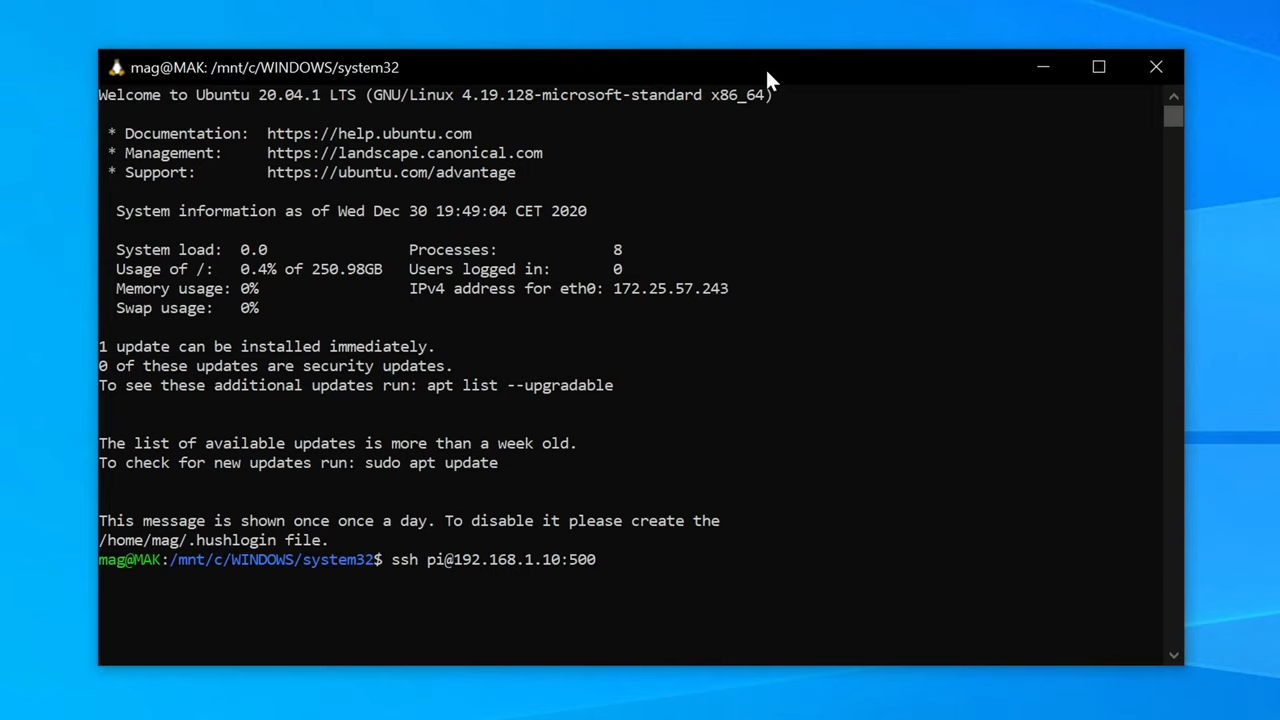 mag@MAK: /mnt/c/WINDOWS/system32
Welcome to Ubuntu 20.04.1 LTS (GNU/Linux 4.19.128-microsoft-standard x86_64)
* Documentation:  https://help.ubuntu.com
* Management:     https://landscape.canonical.com
* Support:        https://ubuntu.com/advantage
System information as of Wed Dec 30 19:49:04 CET 2020
System load:  0.0                Processes:             8
Usage of /:   0.4% of 250.98GB   Users logged in:       0
Memory usage: 0%                 IPv4 address for eth0: 172.25.57.243
Swap usage:   0%
1 update can be installed immediately.
0 of these updates are security updates.
To see these additional updates run: apt list --upgradable
The list of available updates is more than a week old.
To check for new updates run: sudo apt update
This message is shown once once a day. To disable it please create the
/home/mag/.hushlogin file.
mag@MAK:/mnt/c/WINDOWS/system32$ ssh pi@192.168.1.10:500